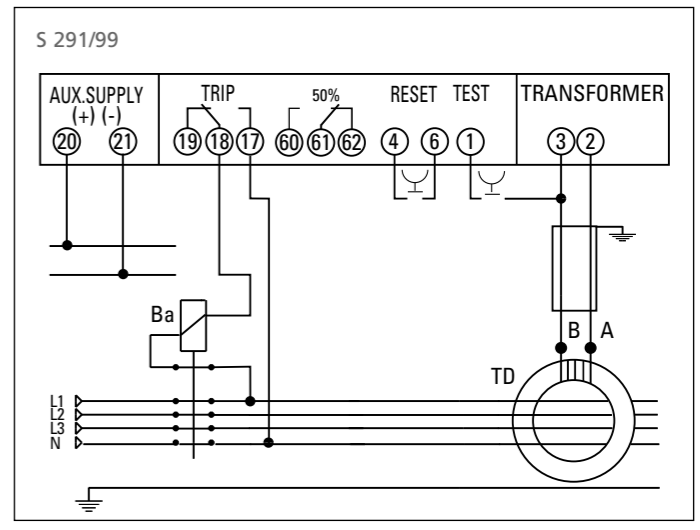 S 291/99
AUX.SUPPLY TRIP 50% RESET TEST TRANSFORMER
(+) (-)
20 21 19 18 17 60 61 62 4 6 1 3 2
Ba
B A
TD
L1
L2
L3
N